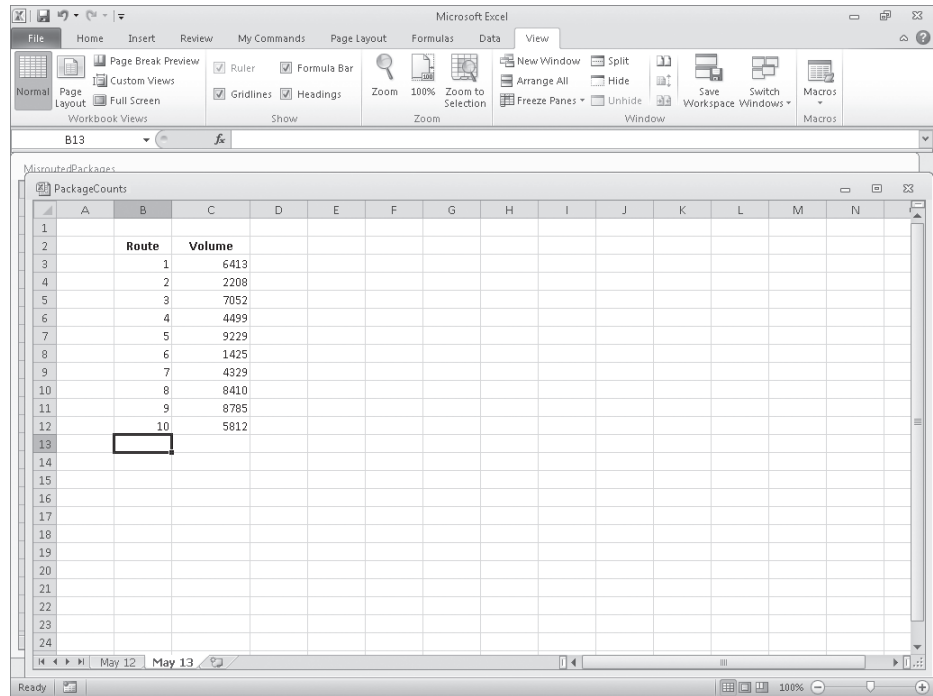 Microsoft Excel
File Home Insert Review My Commands Page Layout Formulas Data View
Normal
Page Layout
Page Break Preview
Custom Views
Full Screen
Workbook Views
Ruler
Formula Bar
Gridlines
Headings
Show
Zoom
100%
Zoom to Selection
Zoom
New Window
Arrange All
Freeze Panes
Split
Hide
Unhide
Save Workspace
Switch Windows
Window
Macros
Macros
B13 fx
MisroutedPackages
PackageCounts
A B C D E F G H I J K L M N
1
2 Route Volume
3 1 6413
4 2 2208
5 3 7052
6 4 4499
7 5 9229
8 6 1425
9 7 4329
10 8 8410
11 9 8785
12 10 5812
13
14
15
16
17
18
19
20
21
22
23
24
May 12 May 13
Ready 100%